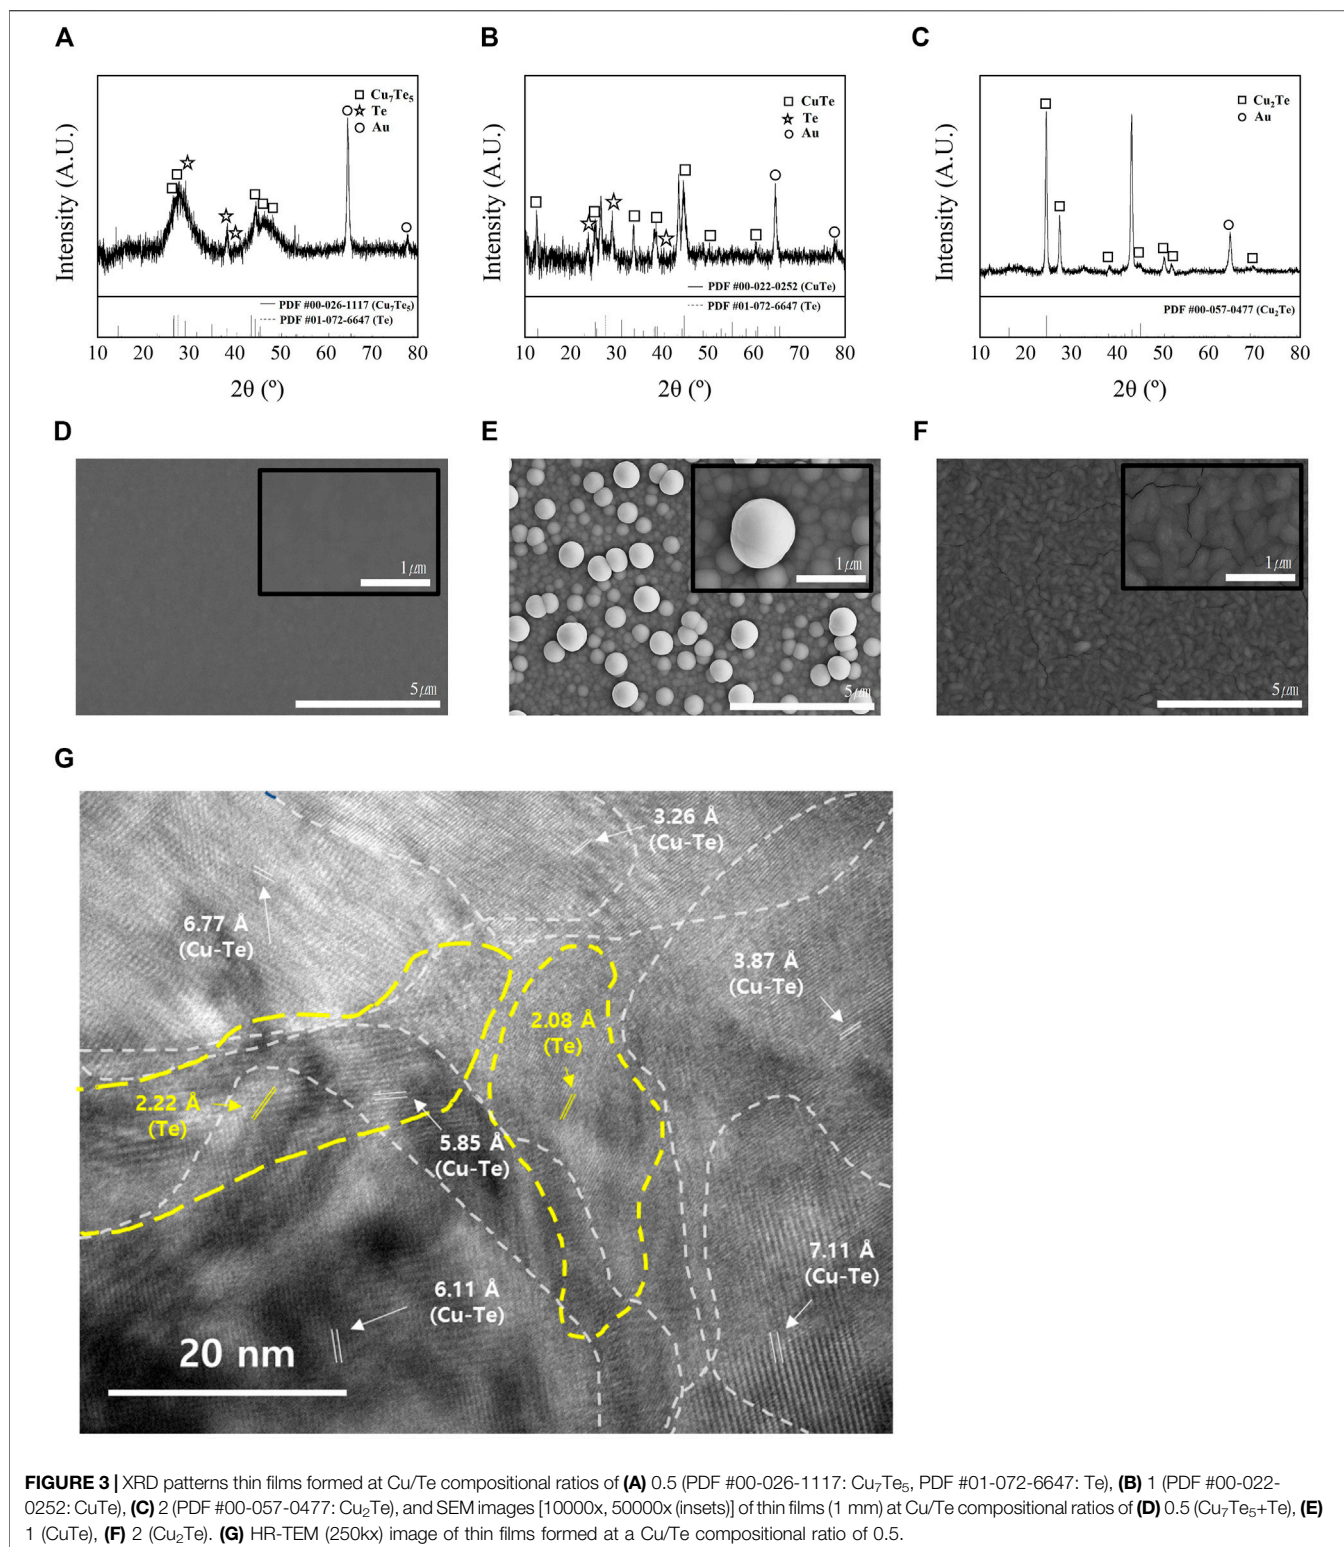 A
Intensity (A.U.)
□ Cu₇Te₅
☆ Te
○ Au
— PDF #00-026-1117 (Cu₇Te₅)
---- PDF #01-072-6647 (Te)
10 20 30 40 50 60 70 80
2θ (º)
B
Intensity (A.U.)
□ CuTe
☆ Te
○ Au
— PDF #00-022-0252 (CuTe)
---- PDF #01-072-6647 (Te)
10 20 30 40 50 60 70 80
2θ (º)
C
Intensity (A.U.)
□ Cu₂Te
○ Au
PDF #00-057-0477 (Cu₂Te)
10 20 30 40 50 60 70 80
2θ (º)
D
1㎛
5㎛
E
1㎛
5㎛
F
1㎛
5㎛
G
3.26 Å
(Cu-Te)
6.77 Å
(Cu-Te)
3.87 Å
(Cu-Te)
2.08 Å
(Te)
2.22 Å
(Te)
5.85 Å
(Cu-Te)
7.11 Å
(Cu-Te)
6.11 Å
(Cu-Te)
20 nm
FIGURE 3 | XRD patterns thin films formed at Cu/Te compositional ratios of (A) 0.5 (PDF #00-026-1117: Cu₇Te₅, PDF #01-072-6647: Te), (B) 1 (PDF #00-022-
0252: CuTe), (C) 2 (PDF #00-057-0477: Cu₂Te), and SEM images [10000x, 50000x (insets)] of thin films (1 mm) at Cu/Te compositional ratios of (D) 0.5 (Cu₇Te₅+Te), (E)
1 (CuTe), (F) 2 (Cu₂Te). (G) HR-TEM (250kx) image of thin films formed at a Cu/Te compositional ratio of 0.5.